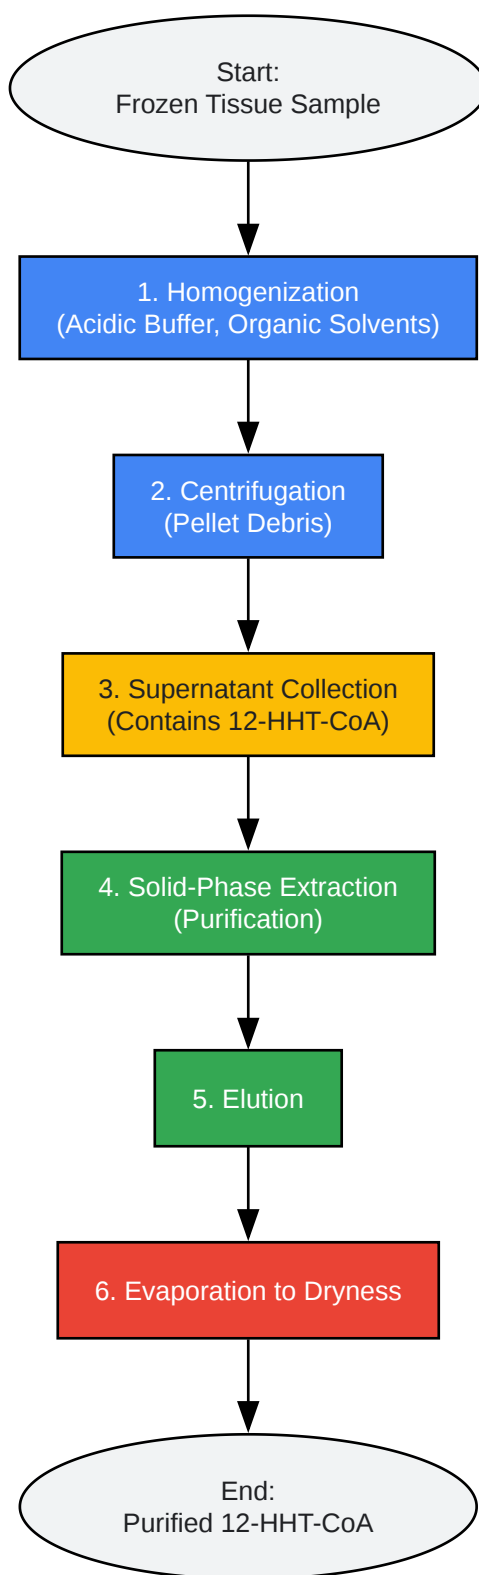 Start:
Frozen Tissue Sample
1. Homogenization
(Acidic Buffer, Organic Solvents)
2. Centrifugation
(Pellet Debris)
3. Supernatant Collection
(Contains 12-HHT-CoA)
4. Solid-Phase Extraction
(Purification)
5. Elution
6. Evaporation to Dryness
End:
Purified 12-HHT-CoA